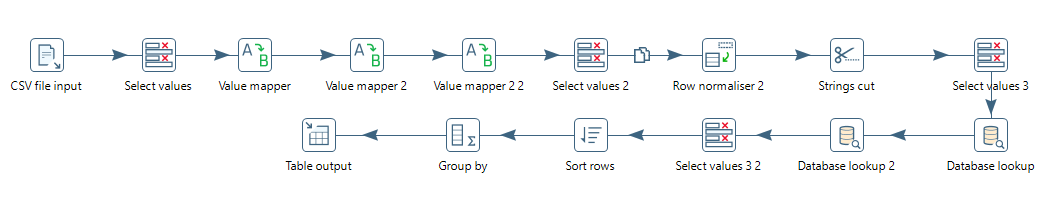 CSV file input
Select values
Value mapper
Value mapper 2
Value mapper 2 2
Select values 2
Row normaliser 2
Strings cut
Select values 3
Table output
Group by
Sort rows
Select values 3 2
Database lookup 2
Database lookup